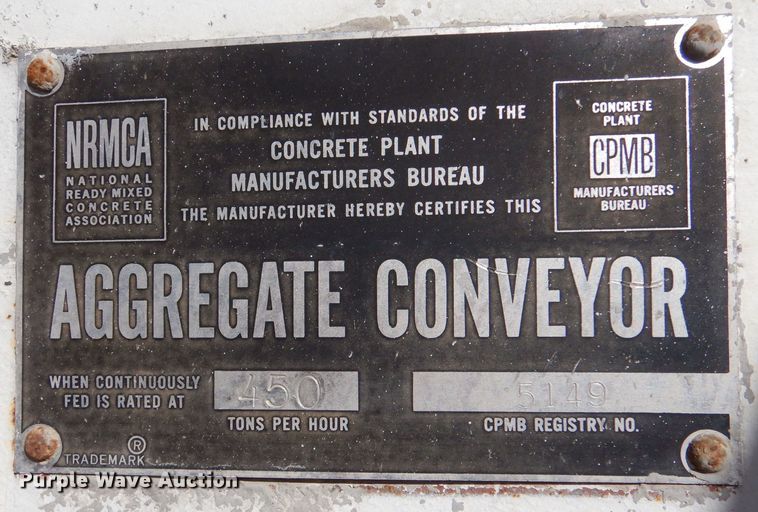 NRMCA
NATIONAL
READY MIXED
CONCRETE
ASSOCIATION
IN COMPLIANCE WITH STANDARDS OF THE
CONCRETE PLANT
MANUFACTURERS BUREAU
THE MANUFACTURER HEREBY CERTIFIES THIS
CONCRETE
PLANT
CPMB
MANUFACTURERS
BUREAU
AGGREGATE CONVEYOR
WHEN CONTINUOUSLY
FED IS RATED AT
450
TONS PER HOUR
5149
CPMB REGISTRY NO.
®
TRADEMARK
Purple Wave Auction